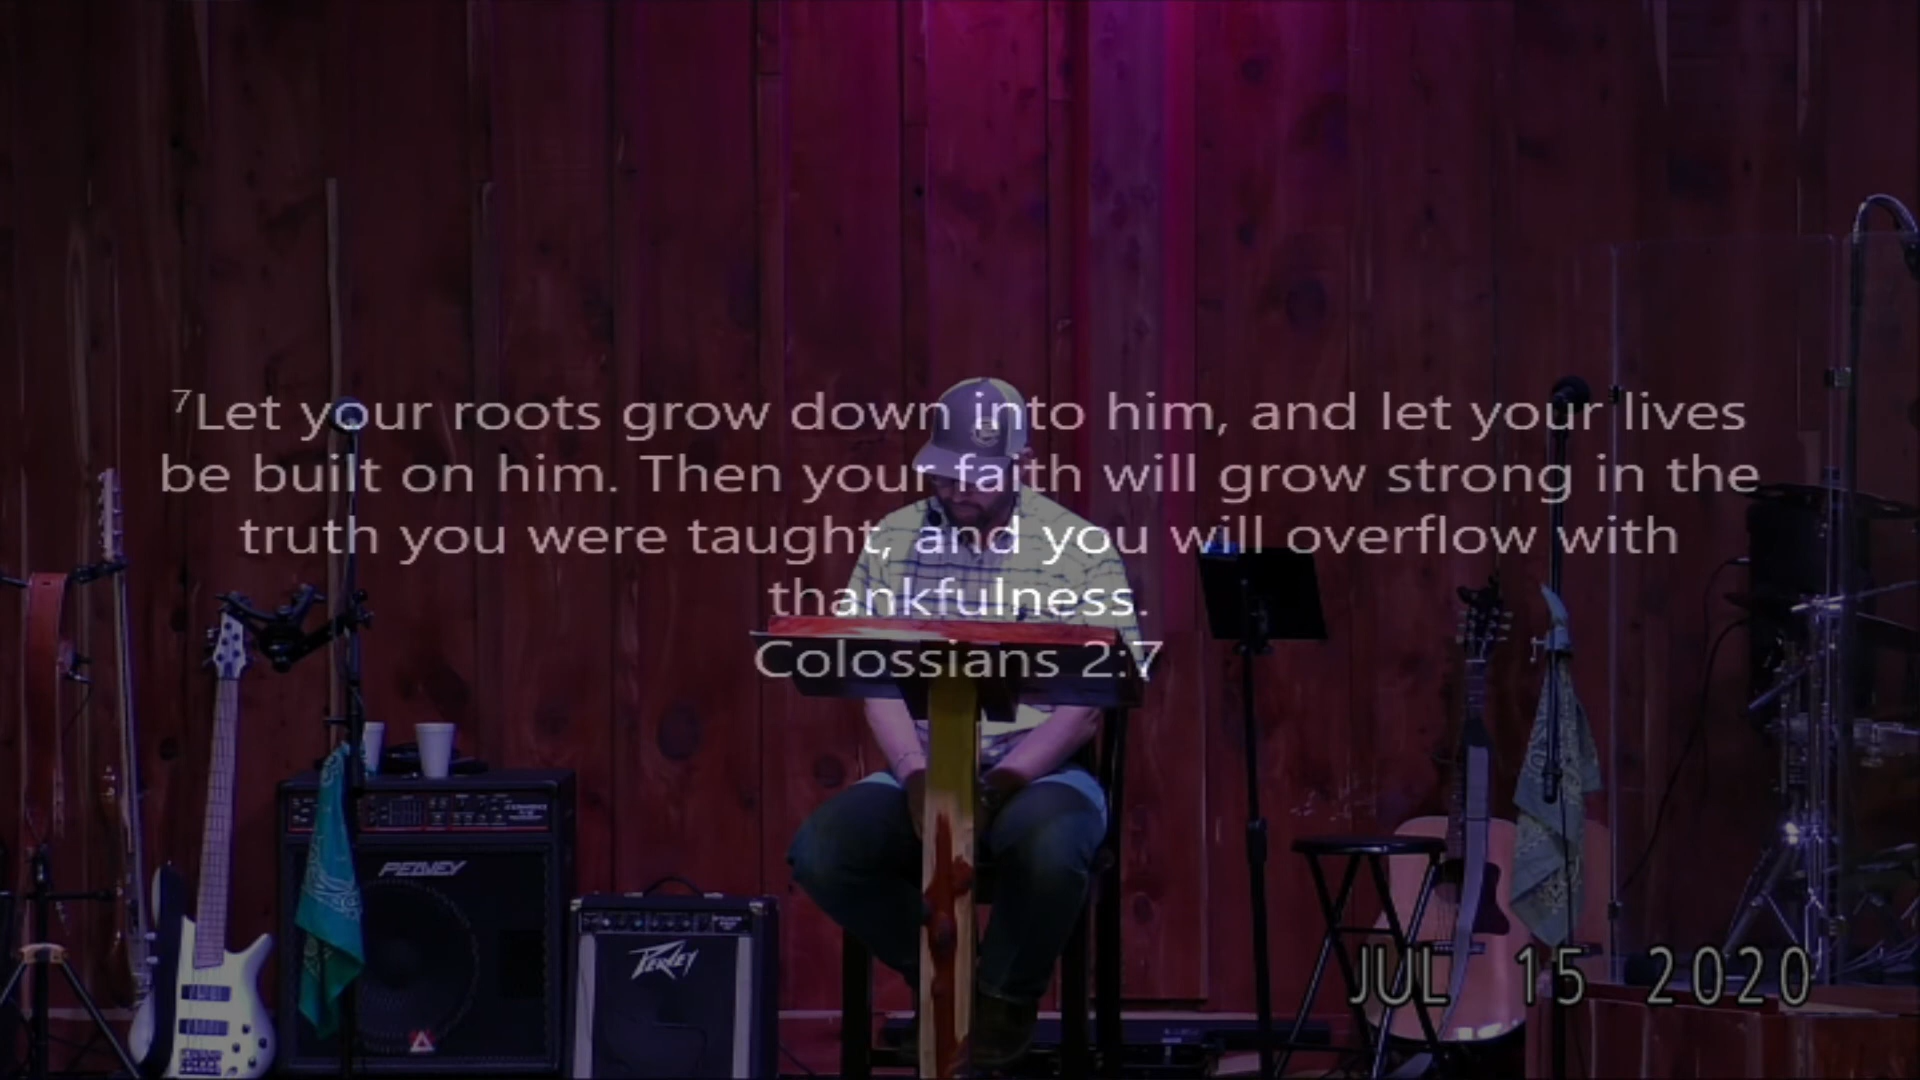 ⁷Let your roots grow down into him, and let your lives
be built on him. Then your faith will grow strong in the
truth you were taught, and you will overflow with
thankfulness.
Colossians 2:7
PEAVEY
PEAVEY
JUL 15 2020